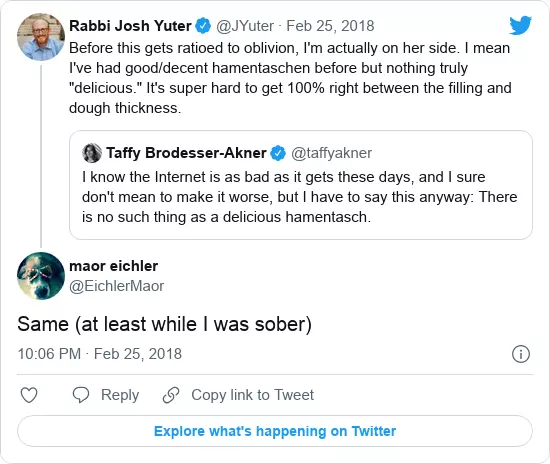 Rabbi Josh Yuter @JYuter · Feb 25, 2018
Before this gets ratioed to oblivion, I'm actually on her side. I mean
I've had good/decent hamentaschen before but nothing truly
"delicious." It's super hard to get 100% right between the filling and
dough thickness.
Taffy Brodesser-Akner @taffyakner
I know the Internet is as bad as it gets these days, and I sure
don't mean to make it worse, but I have to say this anyway: There
is no such thing as a delicious hamentasch.
maor eichler
@EichlerMaor
Same (at least while I was sober)
10:06 PM · Feb 25, 2018
Reply Copy link to Tweet
Explore what's happening on Twitter